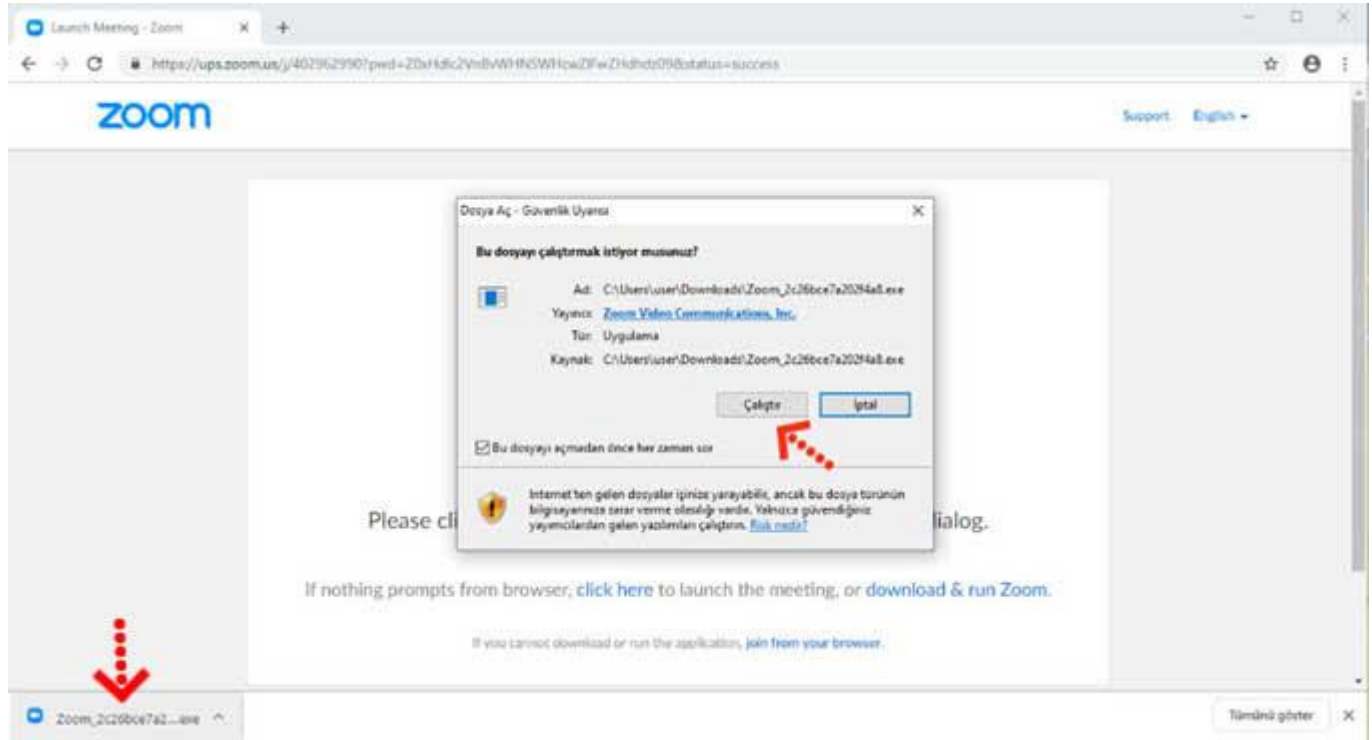 Launch Meeting - Zoom
zoom
Support English
Dosya Aç - Güvenlik Uyarısı
Bu dosyayı çalıştırmak istiyor musunuz?
Ad: C:\Users\user\Downloads\Zoom_2c26bce7a202f4a8.exe
Yayımcı: Zoom Video Communications, Inc.
Tür: Uygulama
Kaynak: C:\Users\user\Downloads\Zoom_2c26bce7a202f4a8.exe
Çalıştır İptal
Bu dosyayı açmadan önce her zaman sor
Internet'ten gelen dosyalar işinize yarayabilir, ancak bu dosya türünün
bilgisayarınıza zarar verme olasılığı vardır. Yalnızca güvendiğiniz
yayımcılardan gelen yazılımları çalıştırın. Risk nedir?
Please cli ialog.
If nothing prompts from browser, click here to launch the meeting, or download & run Zoom.
If you cannot download or run the application, join from your browser.
Zoom_2c26bce7a2....exe Tümünü göster